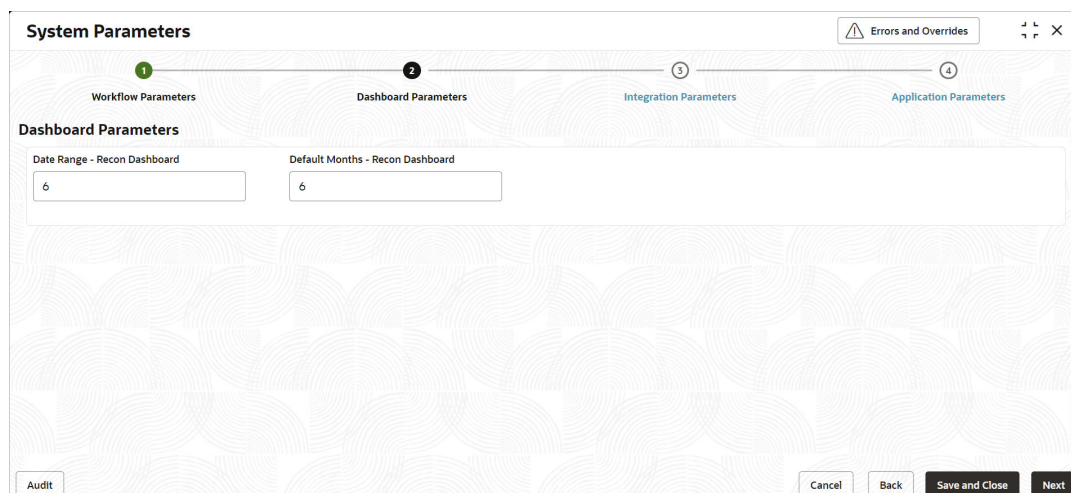 System Parameters
Errors and Overrides
1
2
3
4
Workflow Parameters
Dashboard Parameters
Integration Parameters
Application Parameters
Dashboard Parameters
Date Range - Recon Dashboard
Default Months - Recon Dashboard
6
6
Audit
Cancel
Back
Save and Close
Next